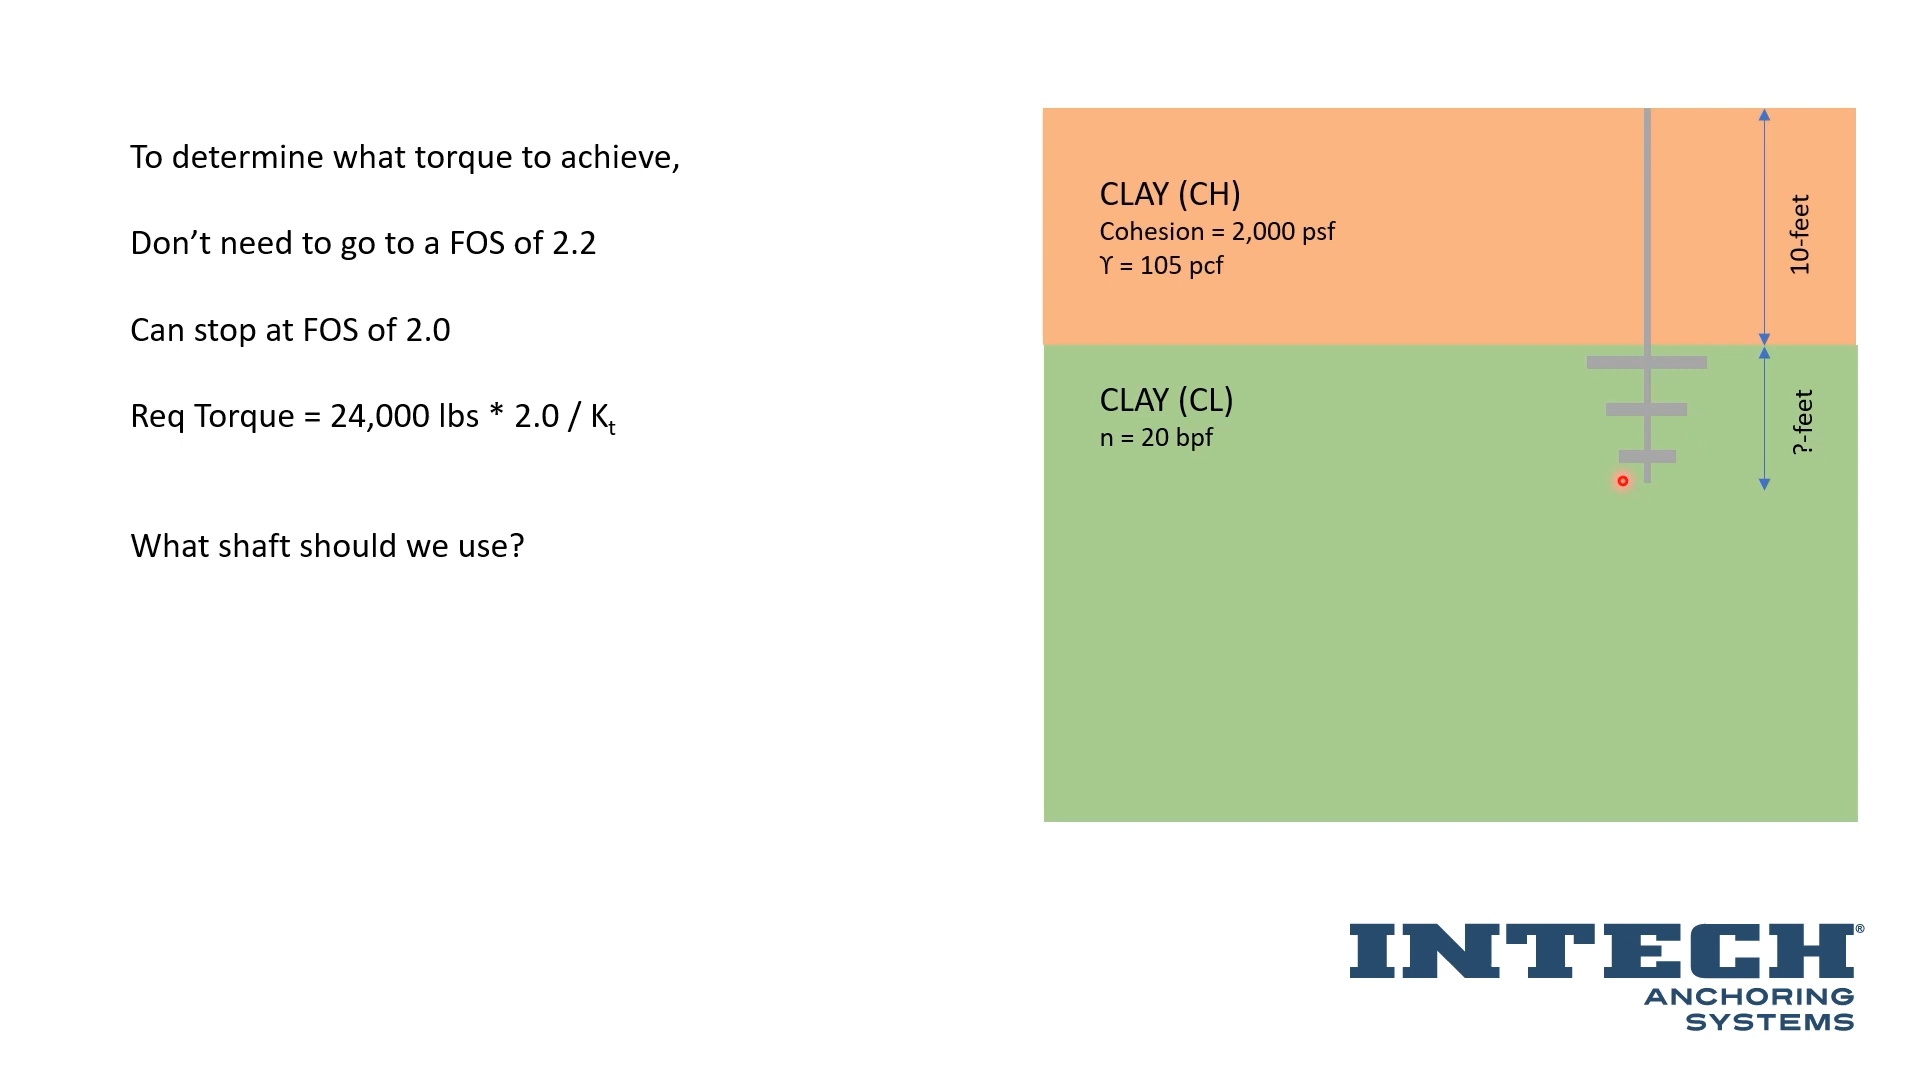 To determine what torque to achieve,
Don’t need to go to a FOS of 2.2
Can stop at FOS of 2.0
Req Torque = 24,000 lbs * 2.0 / Kt
What shaft should we use?
CLAY (CH)
Cohesion = 2,000 psf
ϒ = 105 pcf
10-feet
CLAY (CL)
n = 20 bpf
?-feet
INTECH®
ANCHORING
SYSTEMS